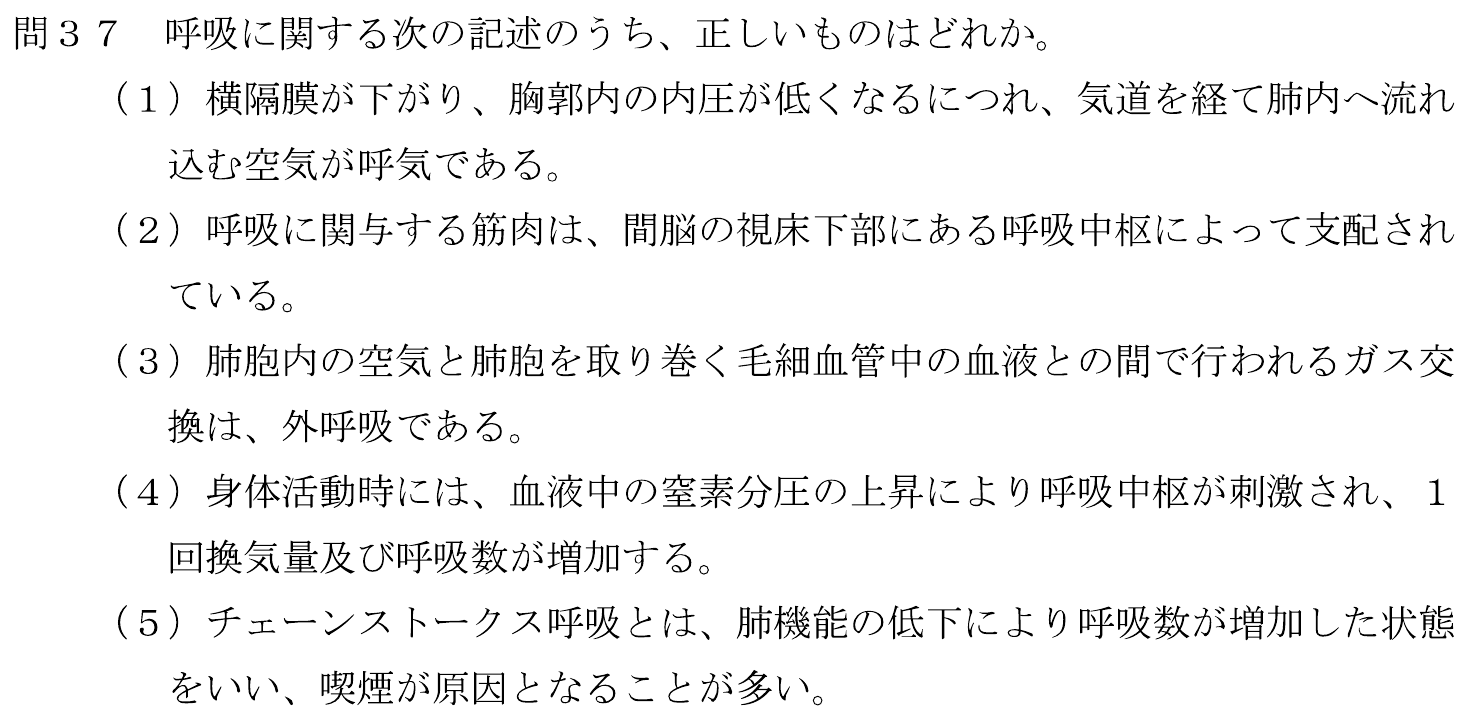 問３７　呼吸に関する次の記述のうち、正しいものはどれか。
（１）横隔膜が下がり、胸郭内の内圧が低くなるにつれ、気道を経て肺内へ流れ
込む空気が呼気である。
（２）呼吸に関与する筋肉は、間脳の視床下部にある呼吸中枢によって支配され
ている。
（３）肺胞内の空気と肺胞を取り巻く毛細血管中の血液との間で行われるガス交
換は、外呼吸である。
（４）身体活動時には、血液中の窒素分圧の上昇により呼吸中枢が刺激され、１
回換気量及び呼吸数が増加する。
（５）チェーンストークス呼吸とは、肺機能の低下により呼吸数が増加した状態
をいい、喫煙が原因となることが多い。